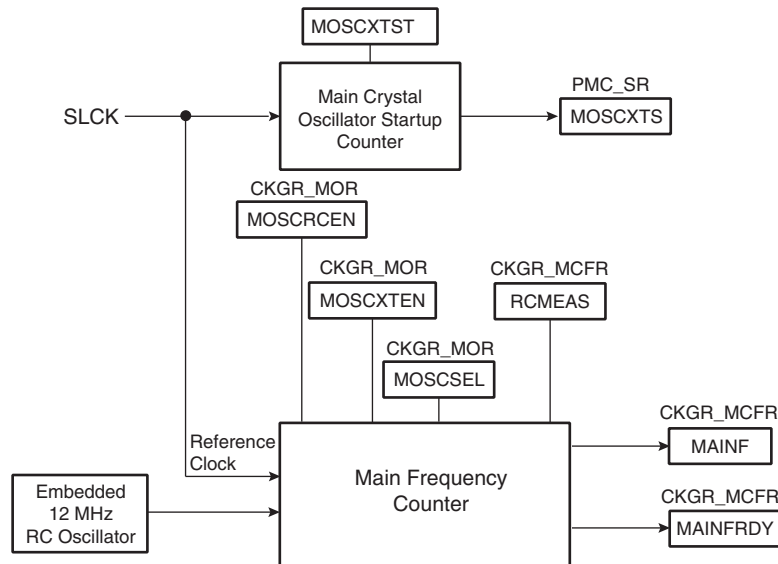 MOSCXTST
SLCK
Main Crystal
Oscillator Startup
Counter
PMC_SR
MOSCXTS
CKGR_MOR
MOSCRCEN
CKGR_MOR
MOSCXTEN
CKGR_MCFR
RCMEAS
CKGR_MOR
MOSCSEL
Reference
Clock
Main Frequency
Counter
CKGR_MCFR
MAINF
Embedded
12 MHz
RC Oscillator
CKGR_MCFR
MAINFRDY